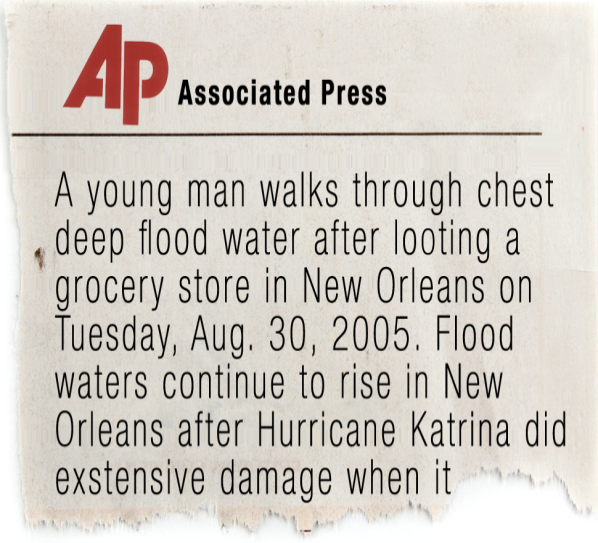 AP Associated Press
A young man walks through chest
deep flood water after looting a
grocery store in New Orleans on
Tuesday, Aug. 30, 2005. Flood
waters continue to rise in New
Orleans after Hurricane Katrina did
exstensive damage when it